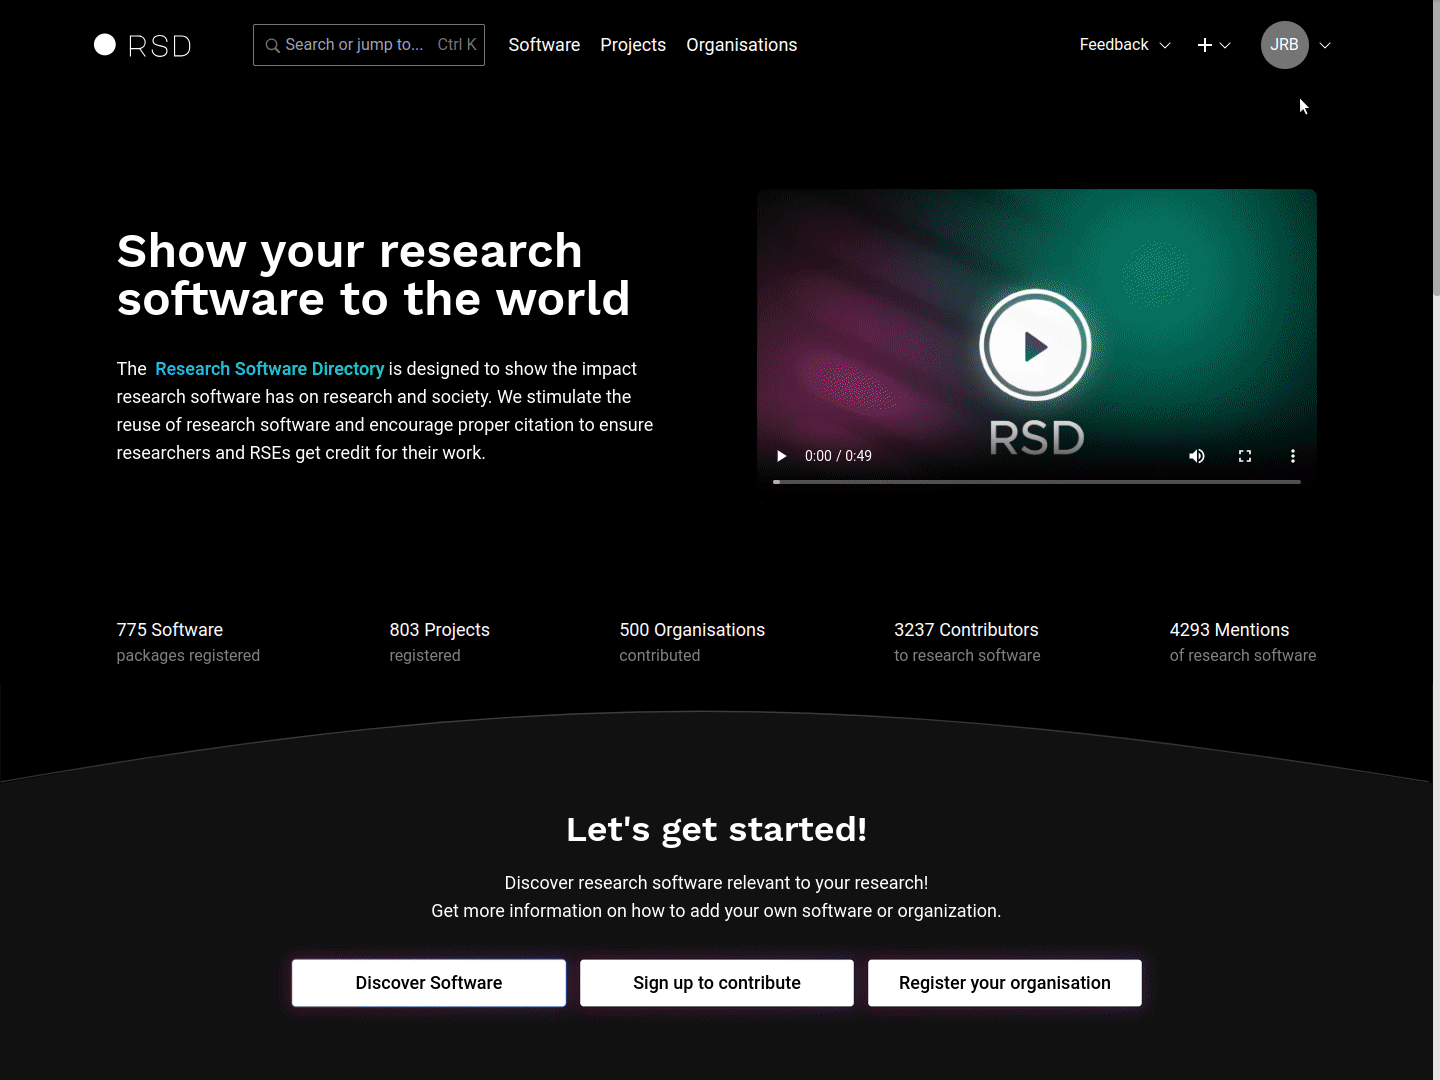 RSD
Search or jump to... Ctrl K
Software Projects Organisations
Feedback
JRB
Show your research
software to the world
The Research Software Directory is designed to show the impact
research software has on research and society. We stimulate the
reuse of research software and encourage proper citation to ensure
researchers and RSEs get credit for their work.
RSD
0:00 / 0:49
775 Software
packages registered
803 Projects
registered
500 Organisations
contributed
3237 Contributors
to research software
4293 Mentions
of research software
Let's get started!
Discover research software relevant to your research!
Get more information on how to add your own software or organization.
Discover Software
Sign up to contribute
Register your organisation